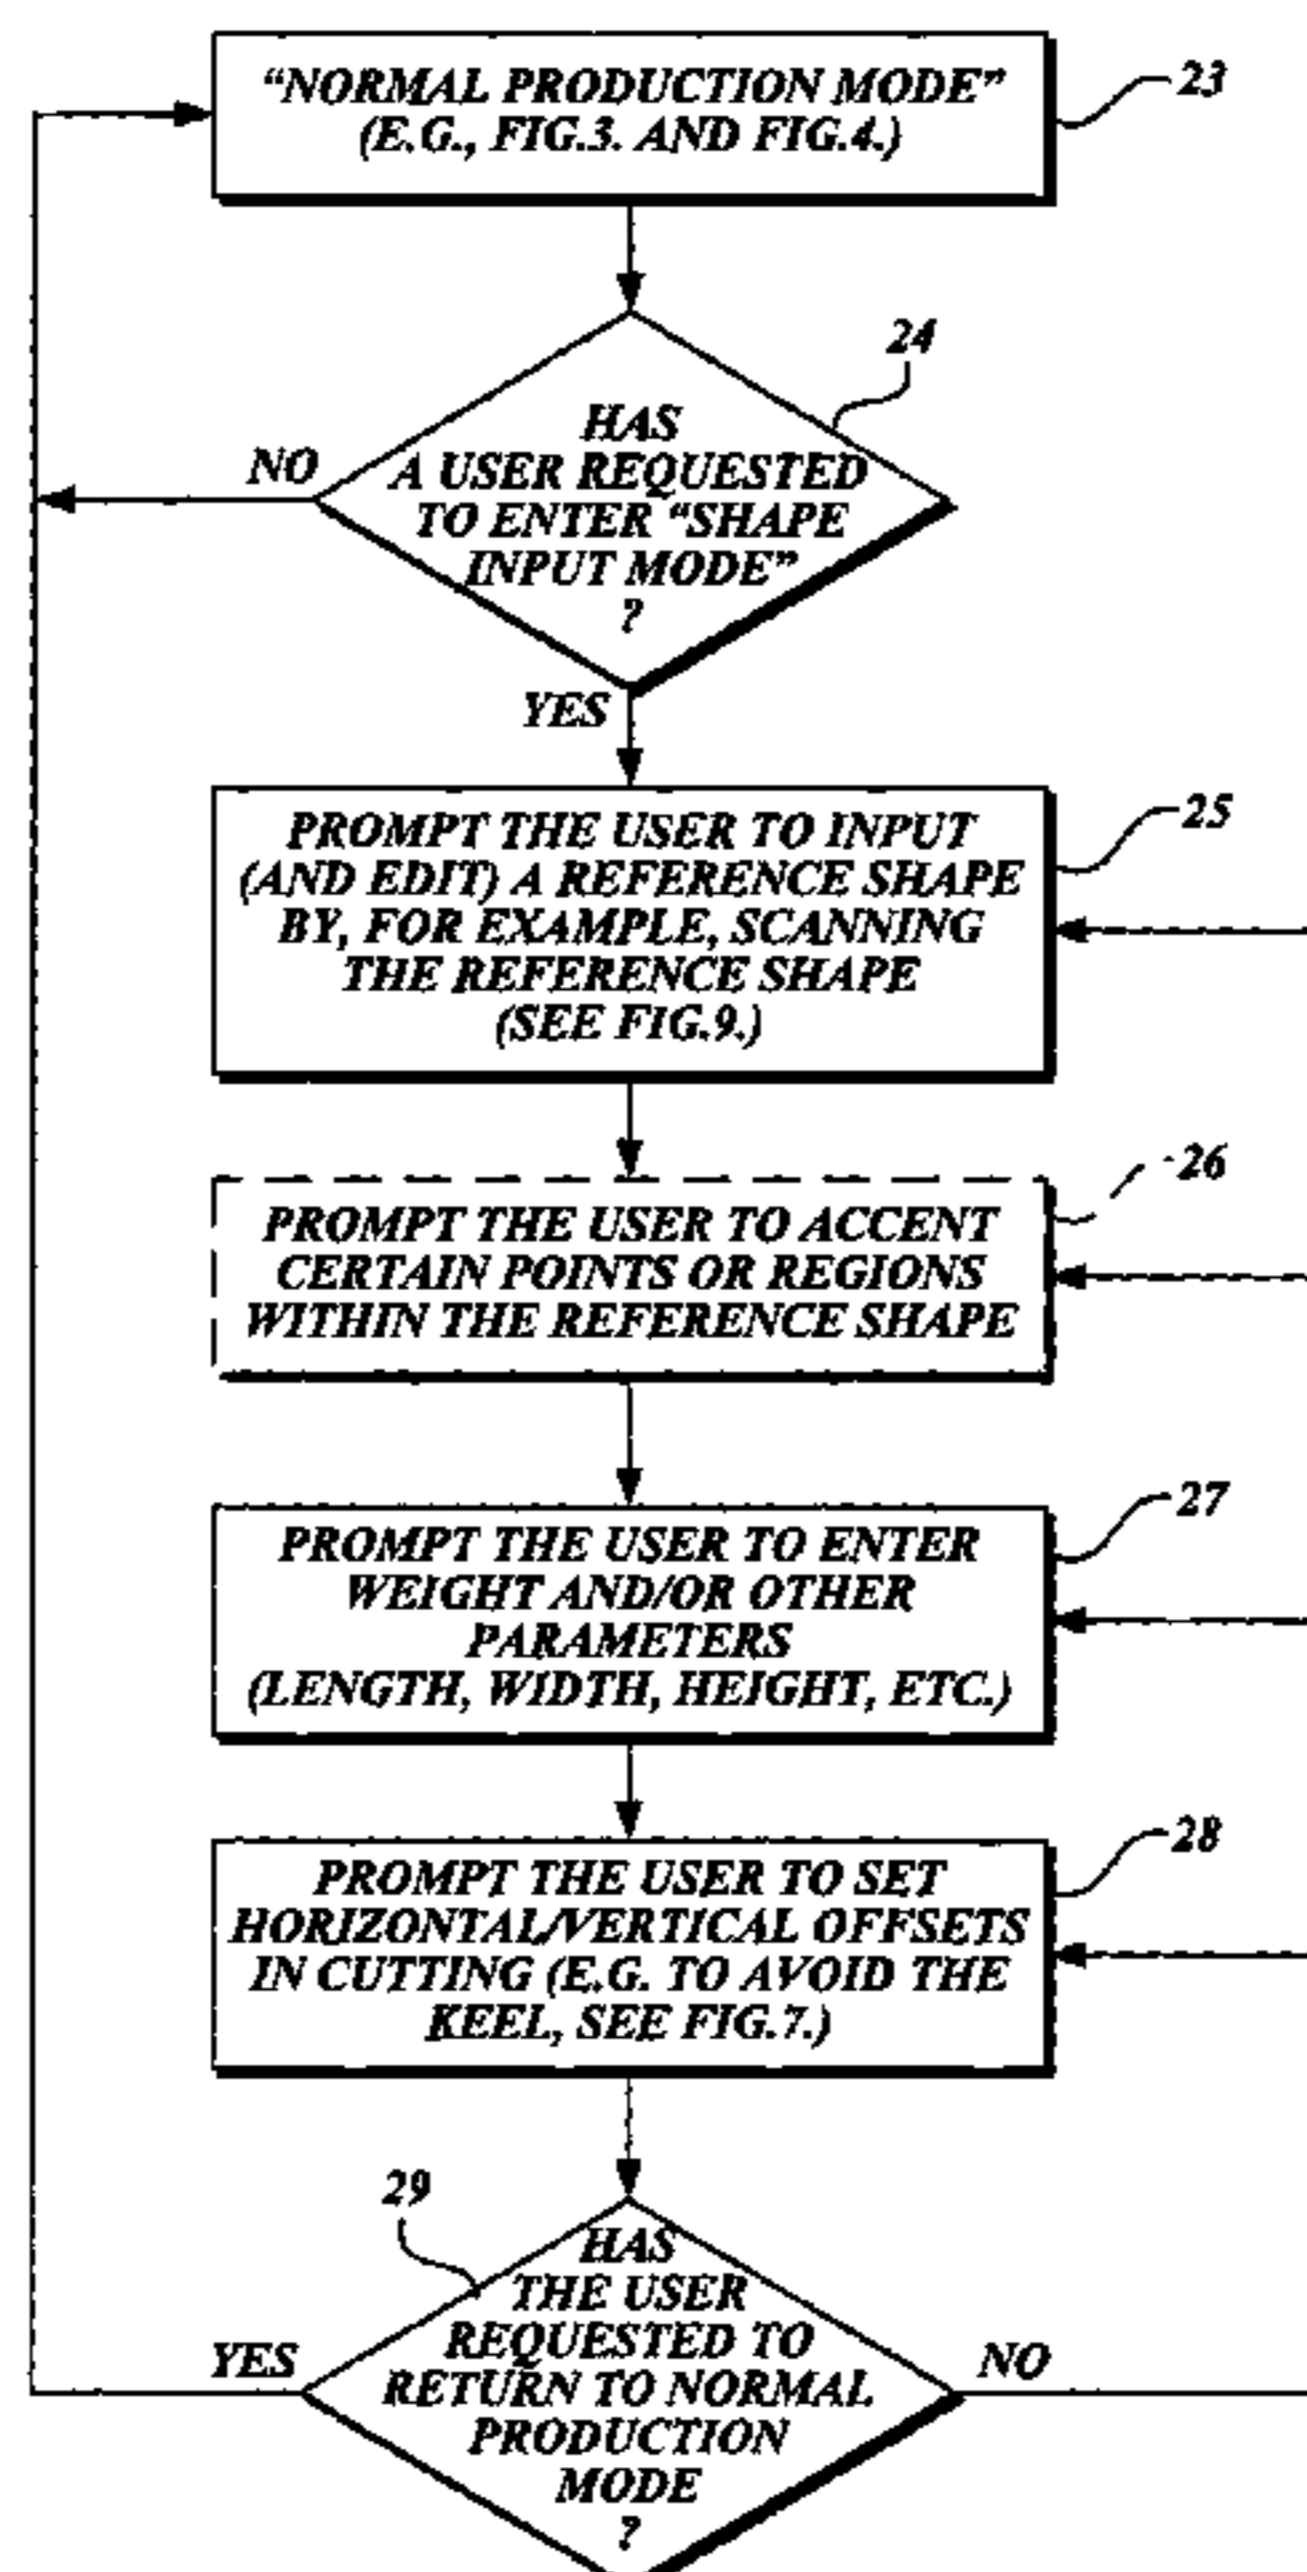 “NORMAL PRODUCTION MODE”
(E.G., FIG.3. AND FIG.4.)
23
24
HAS
A USER REQUESTED
TO ENTER “SHAPE
INPUT MODE”
?
NO
YES
PROMPT THE USER TO INPUT
(AND EDIT) A REFERENCE SHAPE
BY, FOR EXAMPLE, SCANNING
THE REFERENCE SHAPE
(SEE FIG.9.)
25
PROMPT THE USER TO ACCENT
CERTAIN POINTS OR REGIONS
WITHIN THE REFERENCE SHAPE
26
PROMPT THE USER TO ENTER
WEIGHT AND/OR OTHER
PARAMETERS
(LENGTH, WIDTH, HEIGHT, ETC.)
27
PROMPT THE USER TO SET
HORIZONTAL/VERTICAL OFFSETS
IN CUTTING (E.G. TO AVOID THE
KEEL, SEE FIG.7.)
28
29
HAS
THE USER
REQUESTED TO
RETURN TO NORMAL
PRODUCTION
MODE
?
YES
NO